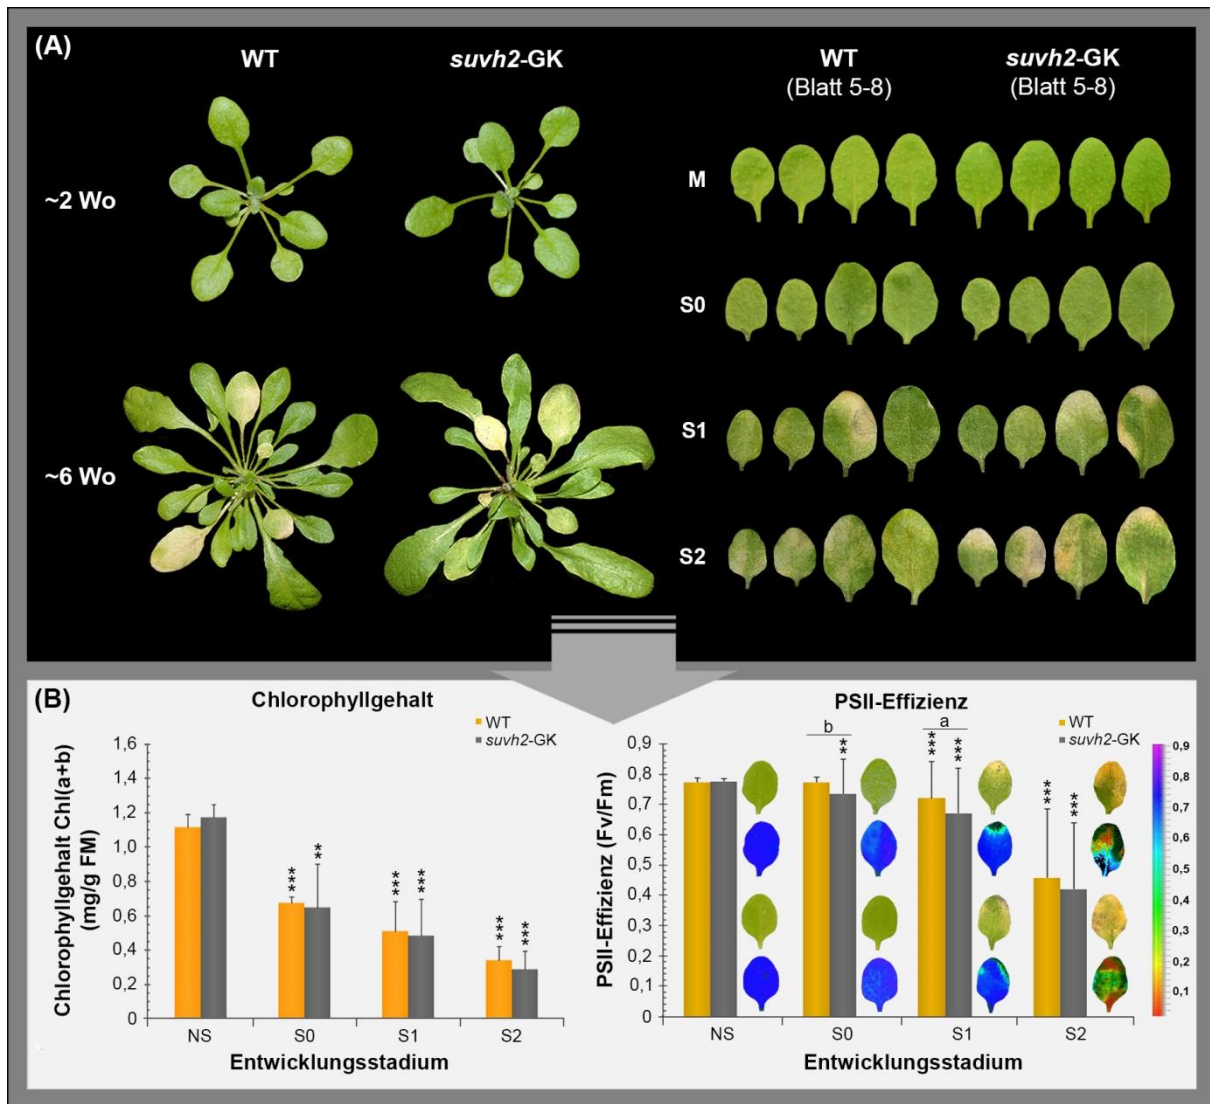 (A)
WT
suvh2-GK
WT
(Blatt 5-8)
suvh2-GK
(Blatt 5-8)
~2 Wo
~6 Wo
M
S0
S1
S2
(B)
Chlorophyllgehalt
WT
suvh2-GK
Chlorophyllgehalt Chl(a+b)
(mg/g FM)
1,6
1,4
1,2
1,0
0,8
0,6
0,4
0,2
0
***
**
***
***
***
***
NS
S0
S1
S2
Entwicklungsstadium
PSII-Effizienz
WT
suvh2-GK
PSII-Effizienz (Fv/Fm)
0,9
0,8
0,7
0,6
0,5
0,4
0,3
0,2
0,1
0
b
**
a
***
***
***
***
NS
S0
S1
S2
Entwicklungsstadium
0,9
0,8
0,7
0,6
0,5
0,4
0,3
0,2
0,1